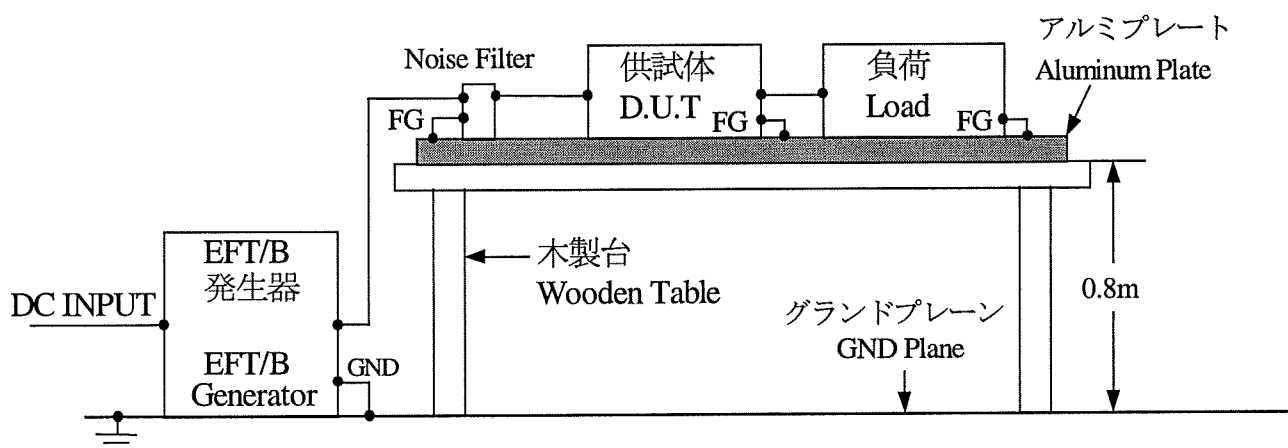 アルミプレート
Aluminum Plate
Noise Filter
供試体
D.U.T
負荷
Load
FG
FG
FG
EFT/B
発生器
EFT/B
Generator
DC INPUT
GND
木製台
Wooden Table
グランドプレーン
GND Plane
0.8m